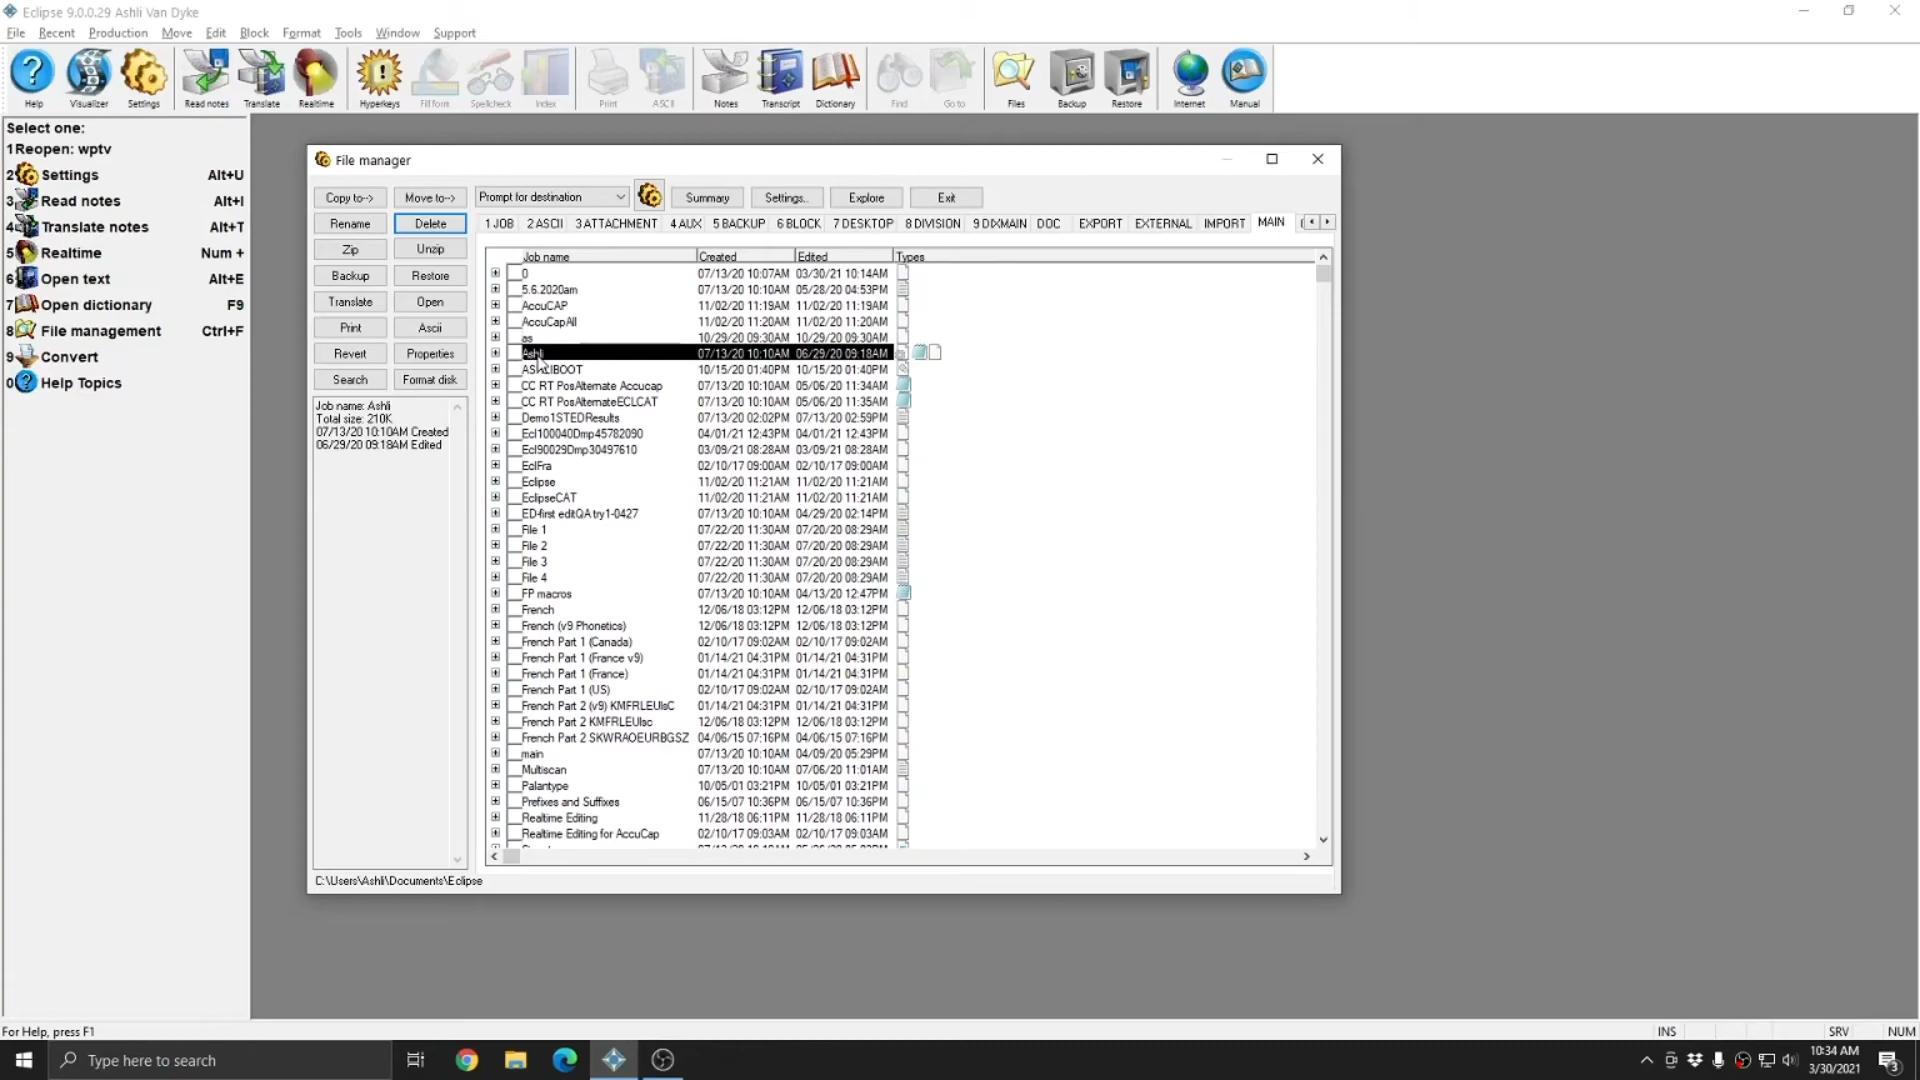 Eclipse 9.0.0.29 Ashli Van Dyke
File Recent Production Move Edit Block Format Tools Window Support
Help Visualizer Settings Read notes Translate Realtime Hyperkeys Fill form Spellcheck Index Print ASCII Notes Transcript Dictionary Find Go to Files Backup Restore Internet Manual
Select one:
1 Reopen: wptv
2 Settings Alt+U
3 Read notes Alt+I
4 Translate notes Alt+T
5 Realtime Num +
6 Open text Alt+E
7 Open dictionary F9
8 File management Ctrl+F
9 Convert
0 Help Topics
File manager
Copy to--> Move to--> Prompt for destination Summary Settings.. Explore Exit
Rename Delete
Zip Unzip
Backup Restore
Translate Open
Print Ascii
Revert Properties
Search Format disk
Job name: Ashli
Total size: 210K
07/13/20 10:10AM Created
06/29/20 09:18AM Edited
1 JOB 2 ASCII 3 ATTACHMENT 4 AUX 5 BACKUP 6 BLOCK 7 DESKTOP 8 DIVISION 9 DIXMAIN DOC EXPORT EXTERNAL IMPORT MAIN
Job name Created Edited Types
0 07/13/20 10:07AM 03/30/21 10:14AM
5.6.2020am 07/13/20 10:10AM 05/28/20 04:53PM
AccuCAP 11/02/20 11:19AM 11/02/20 11:19AM
AccuCapAll 11/02/20 11:20AM 11/02/20 11:20AM
as 10/29/20 09:30AM 10/29/20 09:30AM
Ashli 07/13/20 10:10AM 06/29/20 09:18AM
ASHLIBOOT 10/15/20 01:40PM 10/15/20 01:40PM
CC RT PosAlternate Accucap 07/13/20 10:10AM 05/06/20 11:34AM
CC RT PosAlternateECLCAT 07/13/20 10:10AM 05/06/20 11:35AM
Demo1STEDResults 07/13/20 02:02PM 07/13/20 02:59PM
Ecl100040Dmp45782090 04/01/21 12:43PM 04/01/21 12:43PM
Ecl90029Dmp30497610 03/09/21 08:28AM 03/09/21 08:28AM
EclFra 02/10/17 09:00AM 02/10/17 09:00AM
Eclipse 11/02/20 11:21AM 11/02/20 11:21AM
EclipseCAT 11/02/20 11:21AM 11/02/20 11:21AM
ED-first editQA try1-0427 07/13/20 10:10AM 04/29/20 02:14PM
File 1 07/22/20 11:30AM 07/20/20 08:29AM
File 2 07/22/20 11:30AM 07/20/20 08:29AM
File 3 07/22/20 11:30AM 07/20/20 08:29AM
File 4 07/22/20 11:30AM 07/20/20 08:29AM
FP macros 07/13/20 10:10AM 04/13/20 12:47PM
French 12/06/18 03:12PM 12/06/18 03:12PM
French (v9 Phonetics) 12/06/18 03:12PM 12/06/18 03:12PM
French Part 1 (Canada) 02/10/17 09:02AM 02/10/17 09:02AM
French Part 1 (France v9) 01/14/21 04:31PM 01/14/21 04:31PM
French Part 1 (France) 01/14/21 04:31PM 01/14/21 04:31PM
French Part 1 (US) 02/10/17 09:02AM 02/10/17 09:02AM
French Part 2 (v9) KMFRLEUIsC 01/14/21 04:31PM 01/14/21 04:31PM
French Part 2 KMFRLEUIsc 12/06/18 03:12PM 12/06/18 03:12PM
French Part 2 SKWRAOEURBGSZ 04/06/15 07:16PM 04/06/15 07:16PM
main 07/13/20 10:10AM 04/09/20 05:29PM
Multiscan 07/13/20 10:10AM 07/06/20 11:01AM
Palantype 10/05/01 03:21PM 10/05/01 03:21PM
Prefixes and Suffixes 06/15/07 10:36PM 06/15/07 10:36PM
Realtime Editing 11/28/18 06:11PM 11/28/18 06:11PM
Realtime Editing for AccuCap 02/10/17 09:03AM 02/10/17 09:03AM
C:\Users\Ashli\Documents\Eclipse
For Help, press F1 INS SRV NUM
Type here to search
10:34 AM
3/30/2021
3